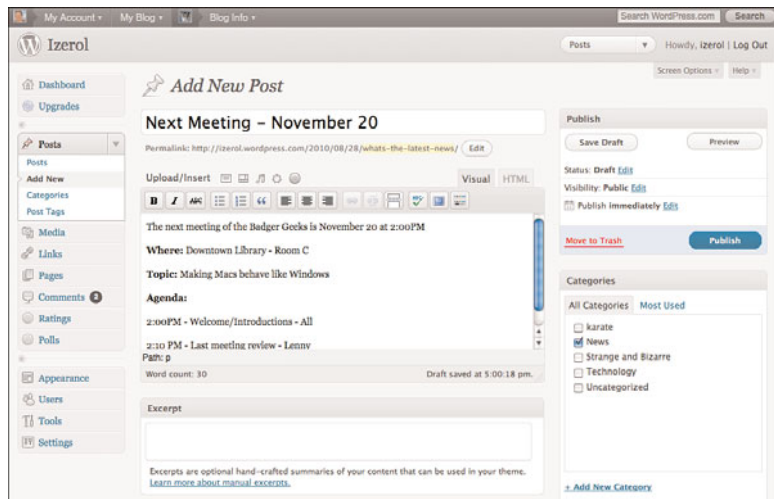 My Account
My Blog
Blog Info
Search WordPress.com
Search
Izerol
Posts
Howdy, izerol | Log Out
Screen Options
Help
Dashboard
Upgrades
Posts
Posts
Add New
Categories
Post Tags
Media
Links
Pages
Comments 2
Ratings
Polls
Appearance
Users
Tools
Settings
Add New Post
Next Meeting – November 20
Permalink: http://izerol.wordpress.com/2010/08/28/whats-the-latest-news/ Edit
Upload/Insert
Visual
HTML
B I ABC
The next meeting of the Badger Geeks is November 20 at 2:00PM
Where: Downtown Library - Room C
Topic: Making Macs behave like Windows
Agenda:
2:00PM - Welcome/Introductions - All
2:10 PM - Last meeting review - Lenny
Path: p
Word count: 30
Draft saved at 5:00:18 pm.
Excerpt
Excerpts are optional hand-crafted summaries of your content that can be used in your theme.
Learn more about manual excerpts.
Publish
Save Draft
Preview
Status: Draft Edit
Visibility: Public Edit
Publish immediately Edit
Move to Trash
Publish
Categories
All Categories
Most Used
karate
News
Strange and Bizarre
Technology
Uncategorized
+ Add New Category